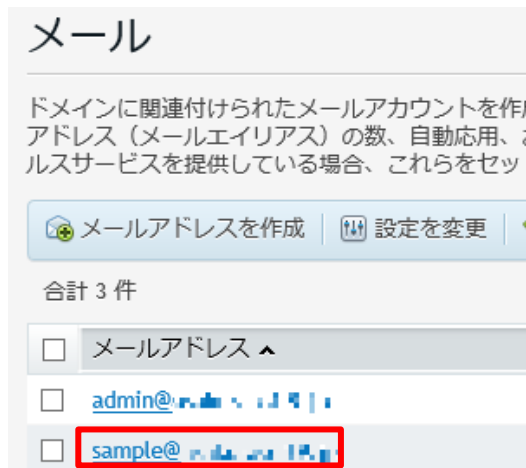 メール
ドメインに関連付けられたメールアカウントを作
アドレス（メールエイリアス）の数、自動応用、
ルスサービスを提供している場合、これらをセッ
メールアドレスを作成 設定を変更
合計 3 件
メールアドレス
admin@
sample@